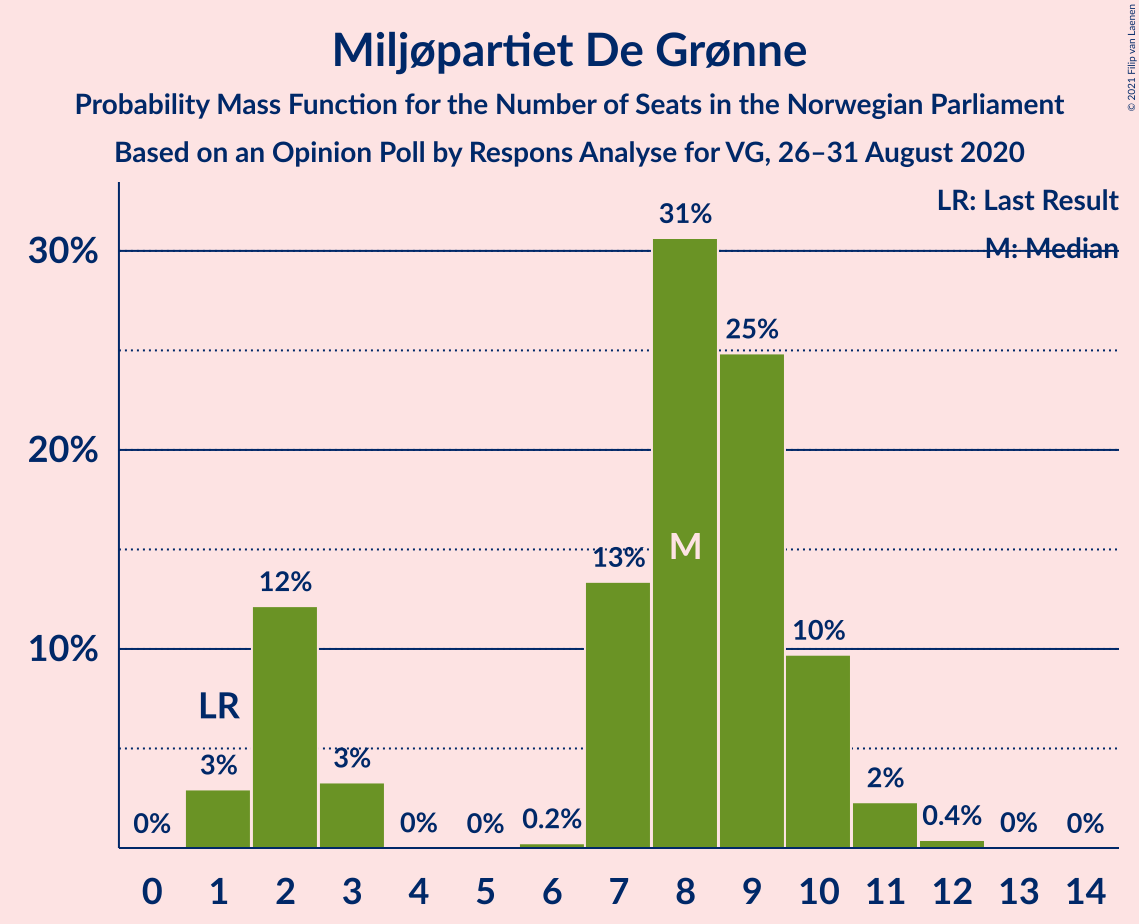 Miljøpartiet De Grønne
Probability Mass Function for the Number of Seats in the Norwegian Parliament
Based on an Opinion Poll by Respons Analyse for VG, 26–31 August 2020
© 2021 Filip van Laenen
LR: Last Result
M: Median
30%
20%
10%
0%
3%
12%
3%
0%
0%
0.2%
13%
31%
25%
10%
2%
0.4%
0%
0%
LR
M
0 1 2 3 4 5 6 7 8 9 10 11 12 13 14